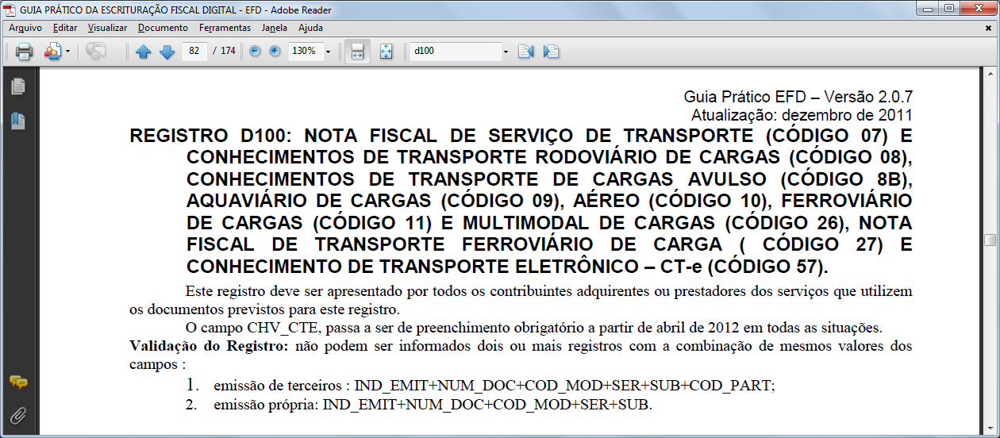 GUIA PRÁTICO DA ESCRITURAÇÃO FISCAL DIGITAL - EFD - Adobe Reader
Arquivo Editar Visualizar Documento Ferramentas Janela Ajuda
82 / 174 130% d100
Guia Prático EFD – Versão 2.0.7
Atualização: dezembro de 2011
REGISTRO D100: NOTA FISCAL DE SERVIÇO DE TRANSPORTE (CÓDIGO 07) E
CONHECIMENTOS DE TRANSPORTE RODOVIÁRIO DE CARGAS (CÓDIGO 08),
CONHECIMENTOS DE TRANSPORTE DE CARGAS AVULSO (CÓDIGO 8B),
AQUAVIÁRIO DE CARGAS (CÓDIGO 09), AÉREO (CÓDIGO 10), FERROVIÁRIO
DE CARGAS (CÓDIGO 11) E MULTIMODAL DE CARGAS (CÓDIGO 26), NOTA
FISCAL DE TRANSPORTE FERROVIÁRIO DE CARGA ( CÓDIGO 27) E
CONHECIMENTO DE TRANSPORTE ELETRÔNICO – CT-e (CÓDIGO 57).
Este registro deve ser apresentado por todos os contribuintes adquirentes ou prestadores dos serviços que utilizem
os documentos previstos para este registro.
O campo CHV_CTE, passa a ser de preenchimento obrigatório a partir de abril de 2012 em todas as situações.
Validação do Registro: não podem ser informados dois ou mais registros com a combinação de mesmos valores dos
campos :
1. emissão de terceiros : IND_EMIT+NUM_DOC+COD_MOD+SER+SUB+COD_PART;
2. emissão própria: IND_EMIT+NUM_DOC+COD_MOD+SER+SUB.